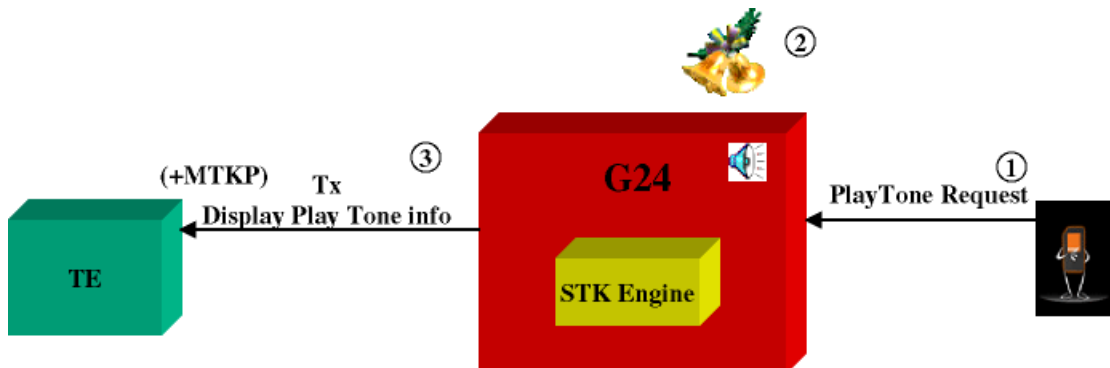 ②
③
(+MTKP)
Tx
Display Play Tone info
G24
①
PlayTone Request
TE
STK Engine